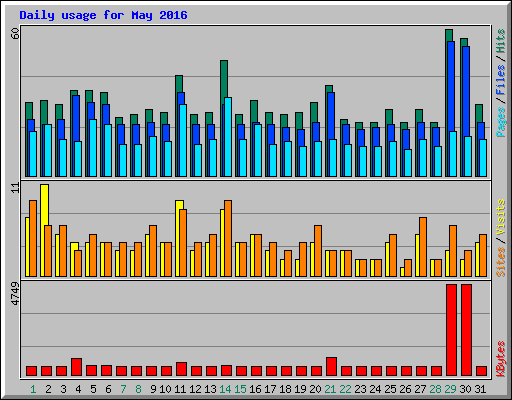 Daily usage for May 2016
60
Pages / Files / Hits
11
Sites / Visits
4749
KBytes
1 2 3 4 5 6 7 8 9 10 11 12 13 14 15 16 17 18 19 20 21 22 23 24 25 26 27 28 29 30 31